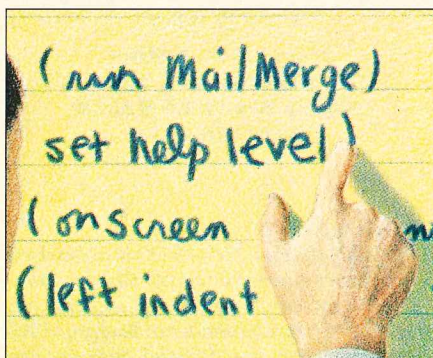 (run MailMerge)
set help level)
(onscreen
(left indent